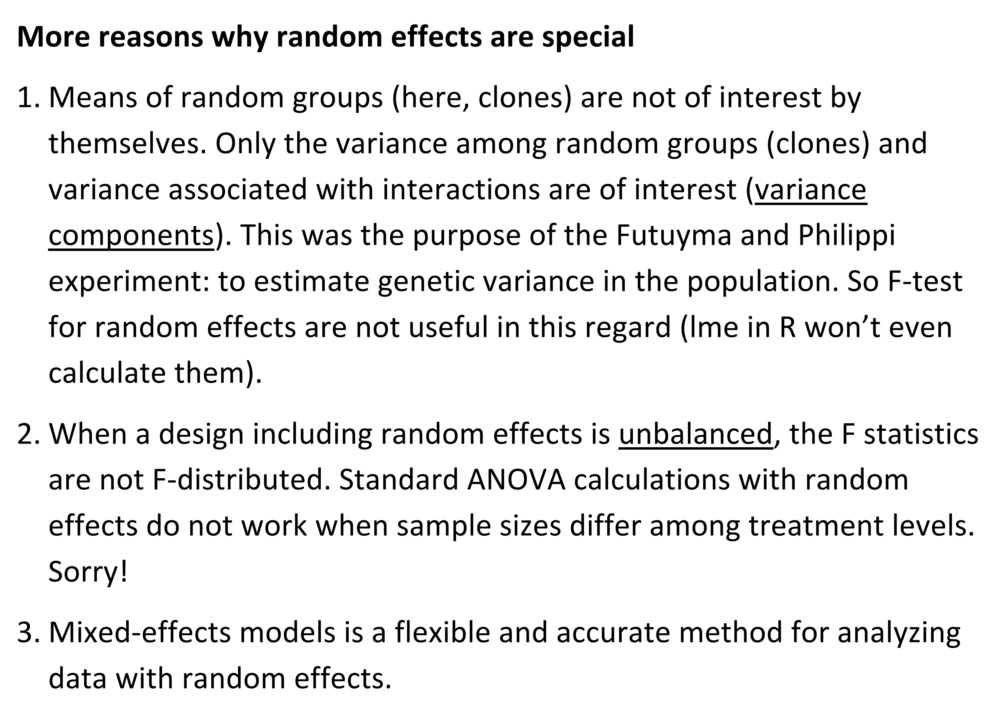 More reasons why random effects are special
1. Means of random groups (here, clones) are not of interest by
themselves. Only the variance among random groups (clones) and
variance associated with interactions are of interest (variance
components). This was the purpose of the Futuyma and Philippi
experiment: to estimate genetic variance in the population. So F-test
for random effects are not useful in this regard (lme in R won’t even
calculate them).
2. When a design including random effects is unbalanced, the F statistics
are not F-distributed. Standard ANOVA calculations with random
effects do not work when sample sizes differ among treatment levels.
Sorry!
3. Mixed-effects models is a flexible and accurate method for analyzing
data with random effects.